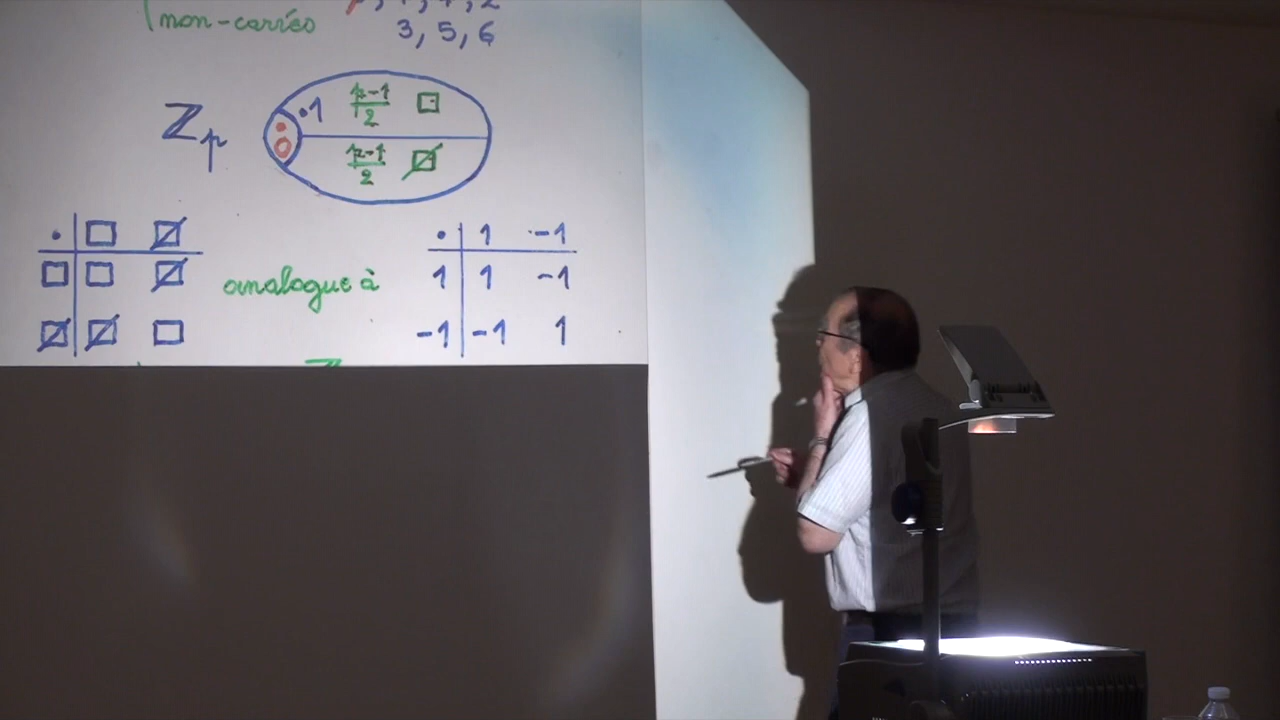 non-carrés
3, 5, 6
ℤp •1 (p-1)/2 □
• 0 (p-1)/2 □̸
• □ □̸
□ □ □̸
□̸ □̸ □
analogue à
• 1 -1
1 1 -1
-1 -1 1